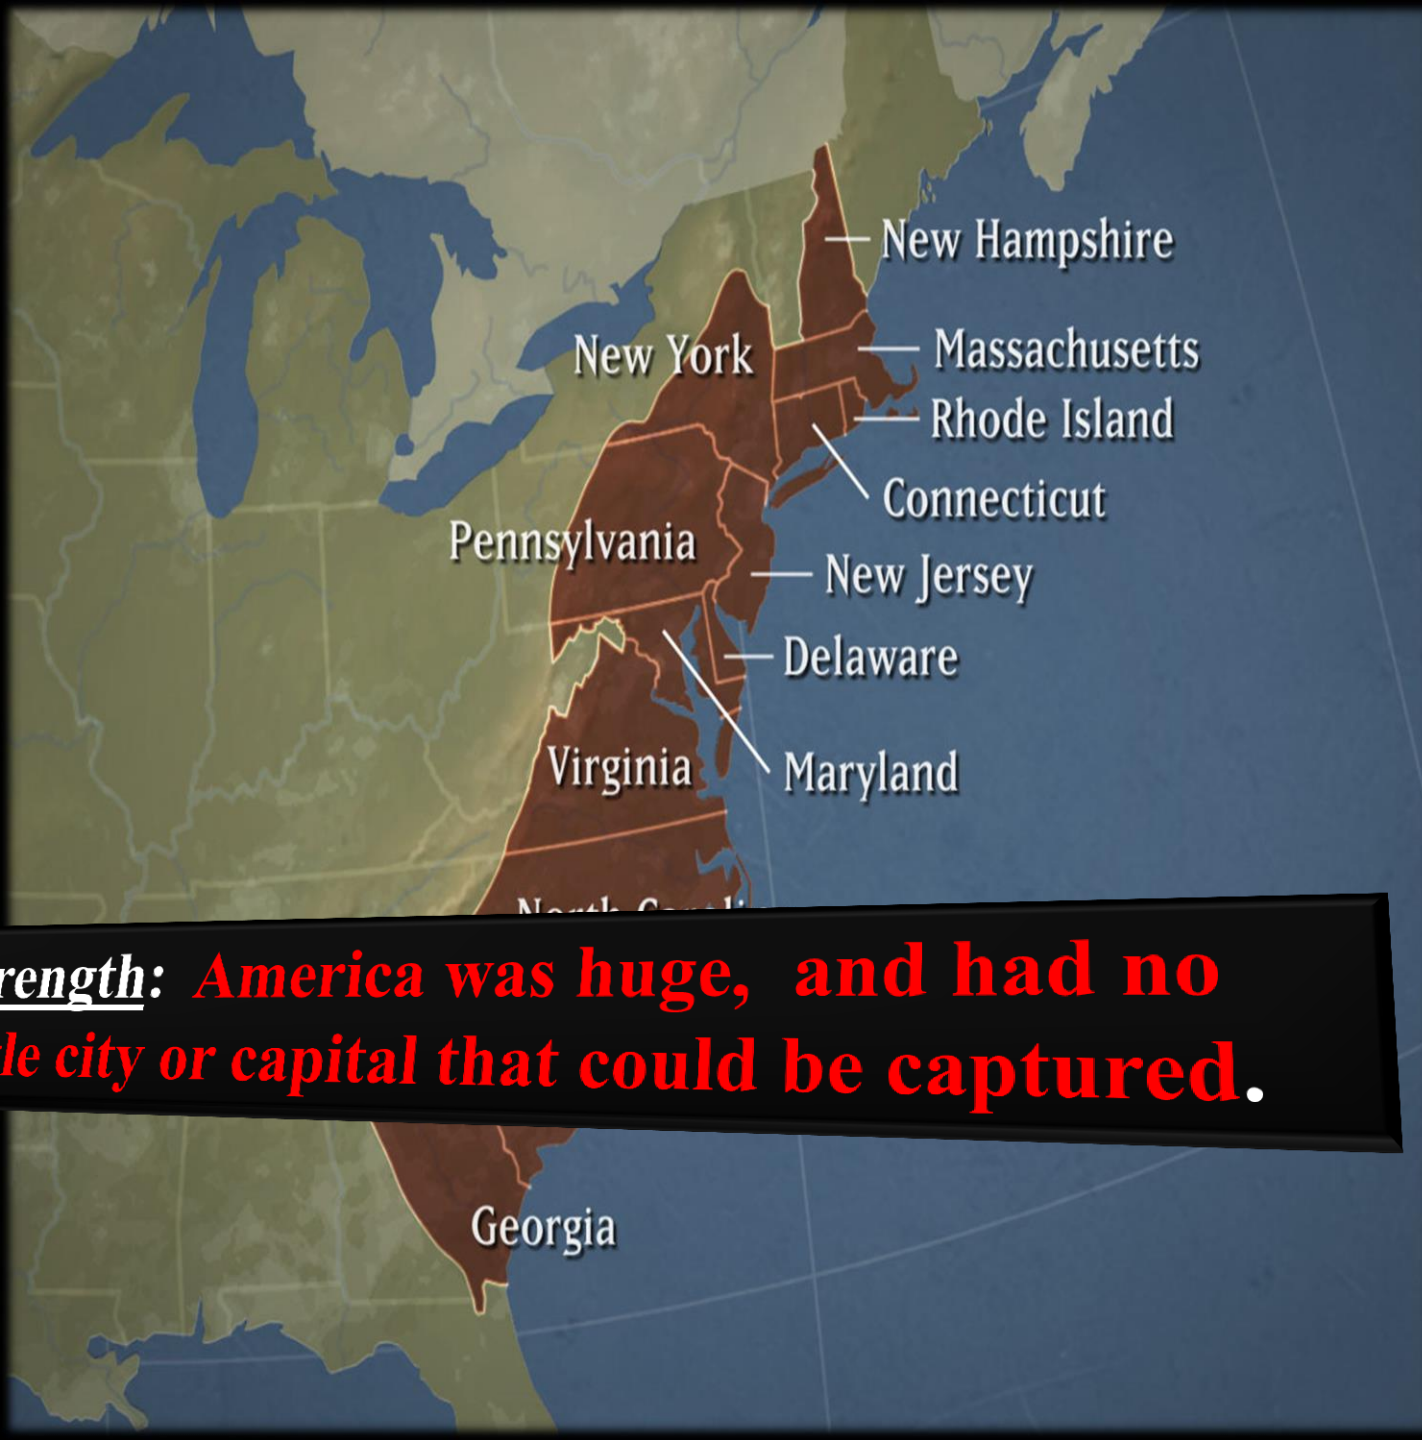 New Hampshire
New York
Massachusetts
Rhode Island
Connecticut
Pennsylvania
New Jersey
Delaware
Virginia
Maryland
North
America was huge, and had no
city or capital that could be captured.
Georgia